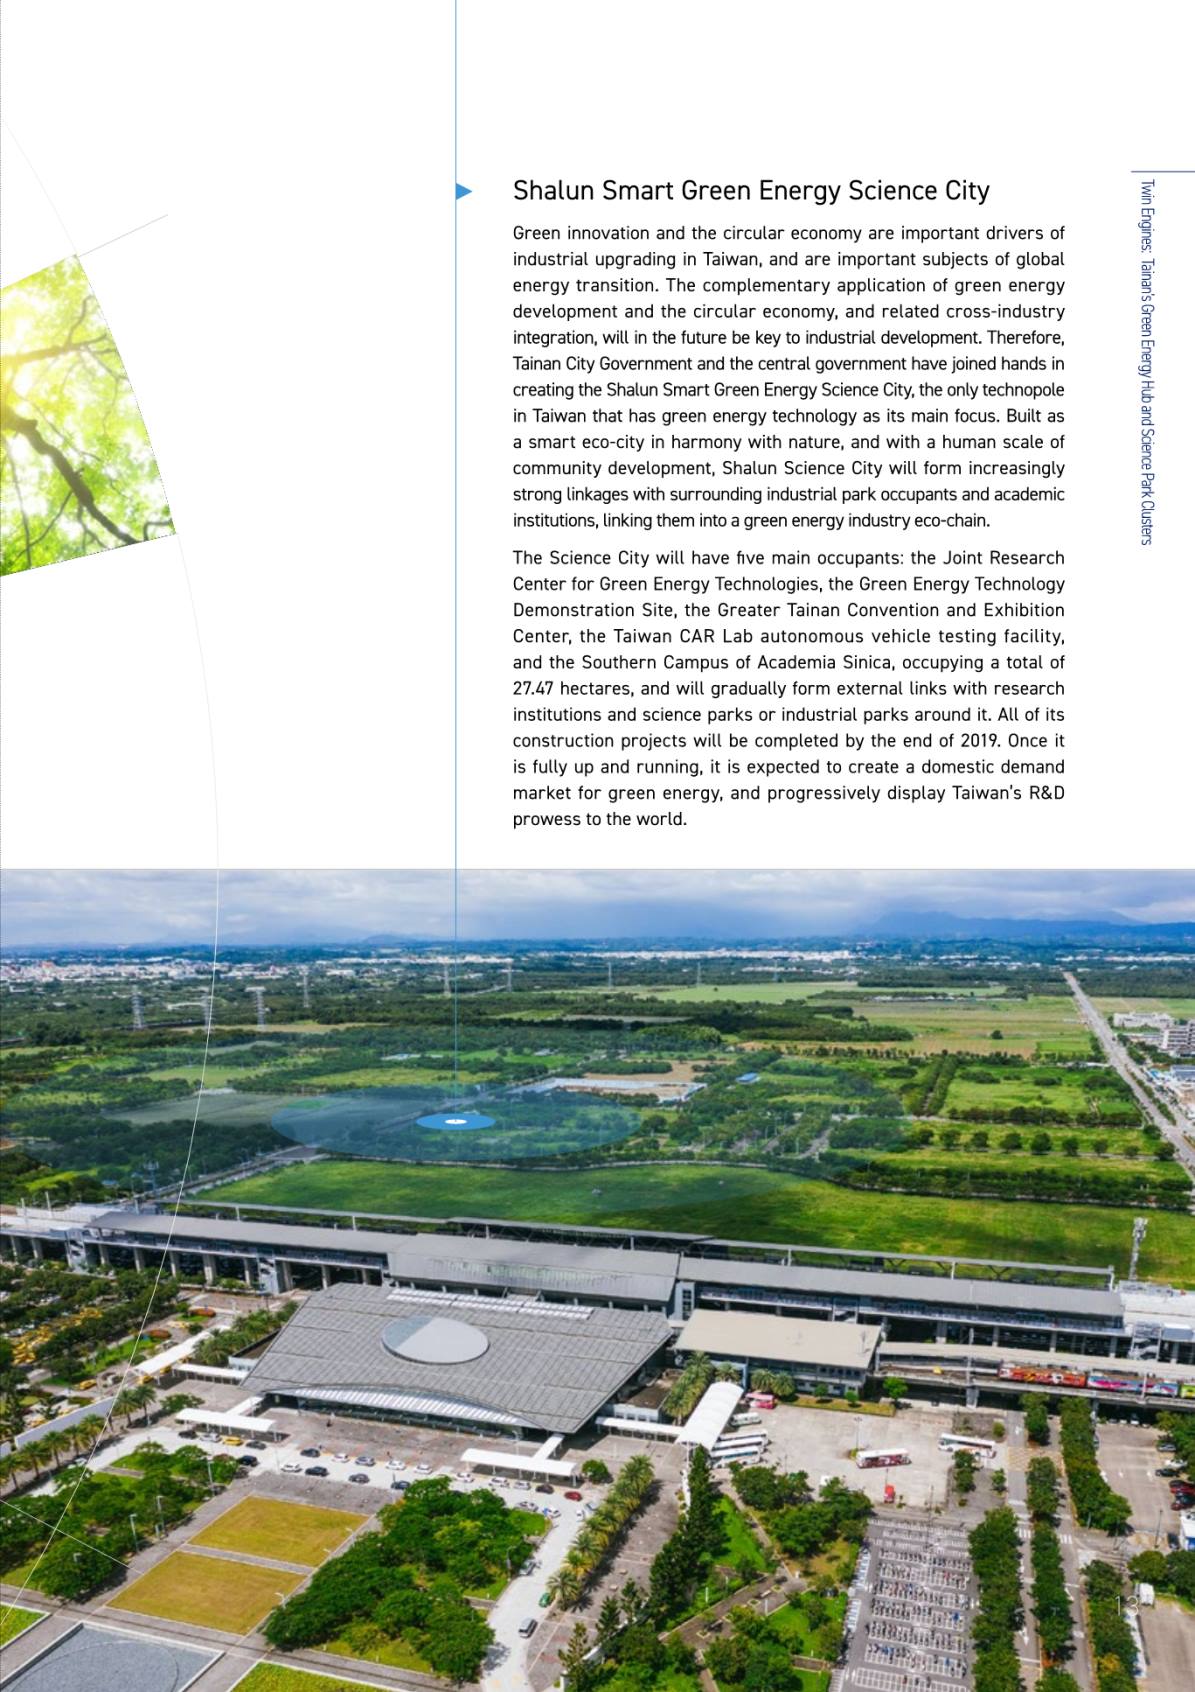 Shalun Smart Green Energy Science City
Green innovation and the circular economy are important drivers of
industrial upgrading in Taiwan, and are important subjects of global
energy transition. The complementary application of green energy
development and the circular economy, and related cross-industry
integration, will in the future be key to industrial development. Therefore,
Tainan City Government and the central government have joined hands in
creating the Shalun Smart Green Energy Science City, the only technopole
in Taiwan that has green energy technology as its main focus. Built as
a smart eco-city in harmony with nature, and with a human scale of
community development, Shalun Science City will form increasingly
strong linkages with surrounding industrial park occupants and academic
institutions, linking them into a green energy industry eco-chain.
The Science City will have five main occupants: the Joint Research
Center for Green Energy Technologies, the Green Energy Technology
Demonstration Site, the Greater Tainan Convention and Exhibition
Center, the Taiwan CAR Lab autonomous vehicle testing facility,
and the Southern Campus of Academia Sinica, occupying a total of
27.47 hectares, and will gradually form external links with research
institutions and science parks or industrial parks around it. All of its
construction projects will be completed by the end of 2019. Once it
is fully up and running, it is expected to create a domestic demand
market for green energy, and progressively display Taiwan's R&D
prowess to the world.
Twin Engines: Tainan's Green Energy Hub and Science Park Clusters
13